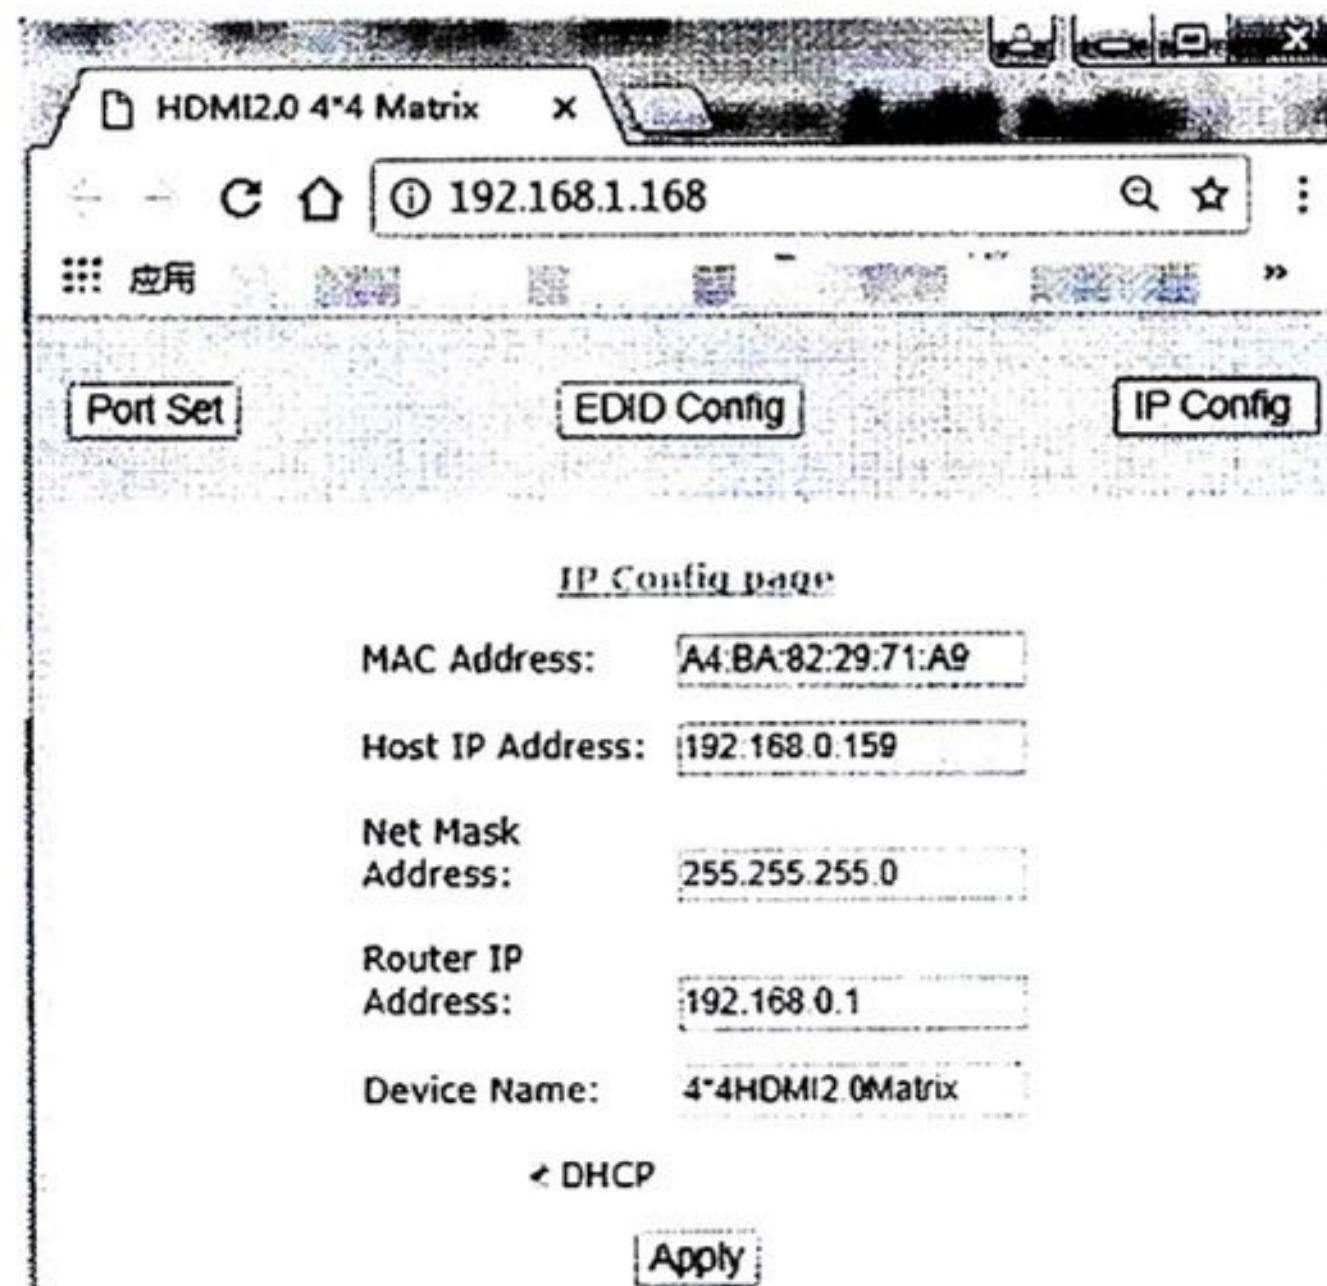 HDMI2.0 4*4 Matrix
192.168.1.168
应用
Port Set EDID Config IP Config
IP Config page
MAC Address: A4:BA:82:29:71:A9
Host IP Address: 192.168.0.159
Net Mask
Address: 255.255.255.0
Router IP
Address: 192.168.0.1
Device Name: 4*4HDMI2.0Matrix
DHCP
Apply